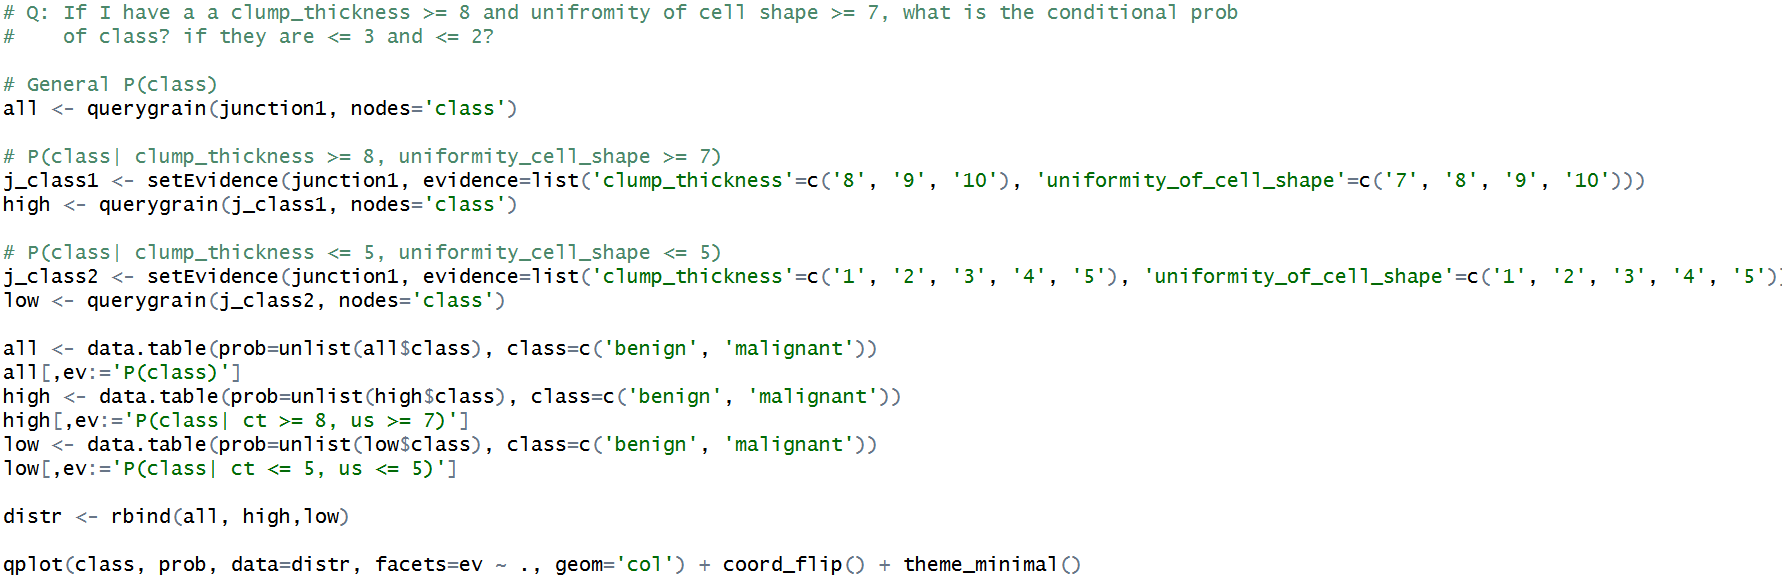 # Q: If I have a a clump_thickness >= 8 and unifromity of cell shape >= 7, what is the conditional prob
#    of class? if they are <= 3 and <= 2?
# General P(class)
all <- querygrain(junction1, nodes='class')
# P(class| clump_thickness >= 8, uniformity_cell_shape >= 7)
j_class1 <- setEvidence(junction1, evidence=list('clump_thickness'=c('8', '9', '10'), 'uniformity_of_cell_shape'=c('7', '8', '9', '10')))
high <- querygrain(j_class1, nodes='class')
# P(class| clump_thickness <= 5, uniformity_cell_shape <= 5)
j_class2 <- setEvidence(junction1, evidence=list('clump_thickness'=c('1', '2', '3', '4', '5'), 'uniformity_of_cell_shape'=c('1', '2', '3', '4', '5'))
low <- querygrain(j_class2, nodes='class')
all <- data.table(prob=unlist(all$class), class=c('benign', 'malignant'))
all[,ev:='P(class)']
high <- data.table(prob=unlist(high$class), class=c('benign', 'malignant'))
high[,ev:='P(class| ct >= 8, us >= 7)']
low <- data.table(prob=unlist(low$class), class=c('benign', 'malignant'))
low[,ev:='P(class| ct <= 5, us <= 5)']
distr <- rbind(all, high,low)
qplot(class, prob, data=distr, facets=ev ~ ., geom='col') + coord_flip() + theme_minimal()